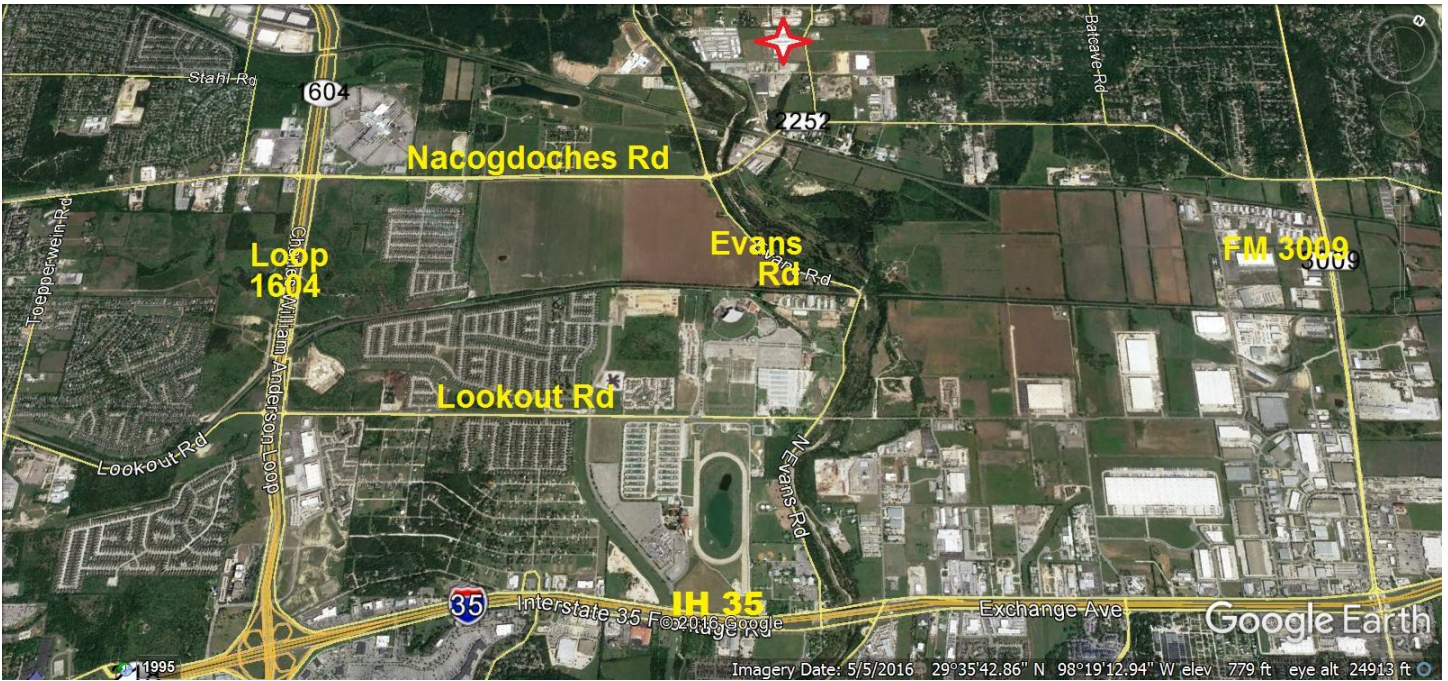 N
Batcave Rd
Stahl Rd
1604
2252
Nacogdoches Rd
Toepperwein Rd
Evans
Rd
Evans Rd
FM 3009
3009
Loop
1604
Charles William Anderson Loop
Lookout Rd
Lookout Rd
N Evans Rd
35
Interstate 35 Frontage Rd
IH 35
©2016 Google
Exchange Ave
Google Earth
1995
Imagery Date: 5/5/2016 29°35'42.86" N 98°19'12.94" W elev 779 ft eye alt 24913 ft